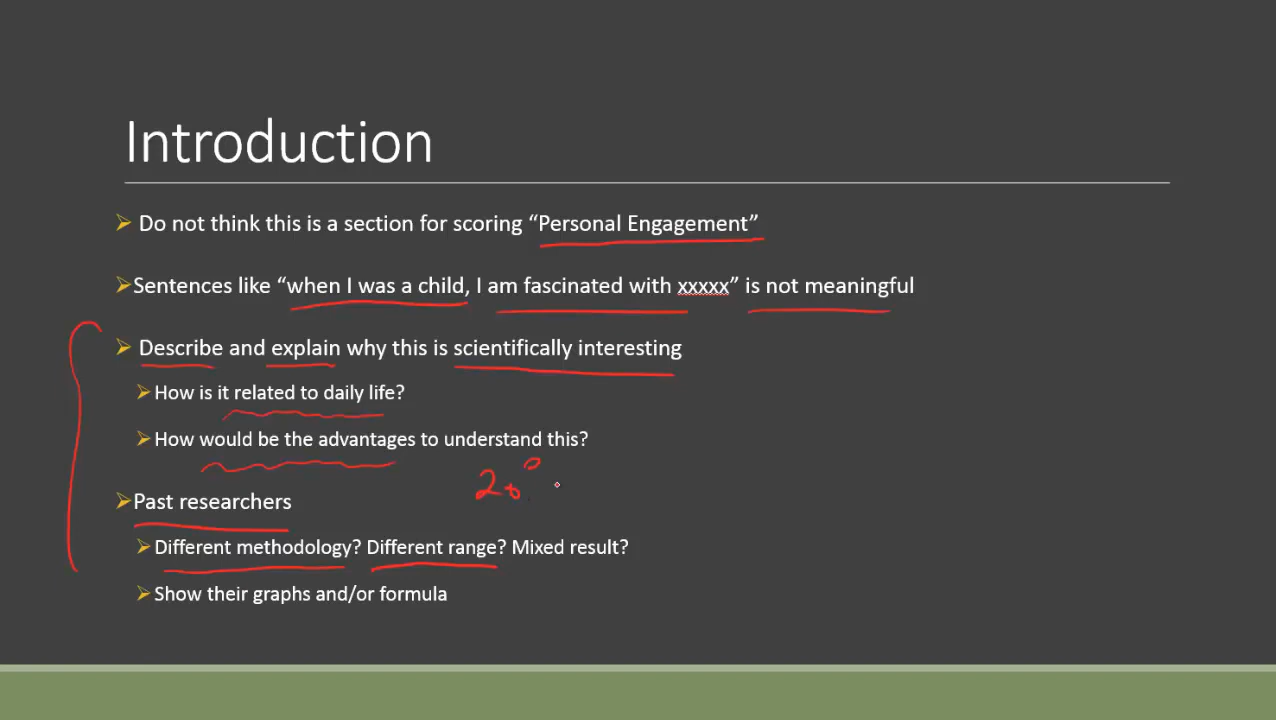 Introduction
Do not think this is a section for scoring “Personal Engagement”
Sentences like “when I was a child, I am fascinated with xxxxx” is not meaningful
Describe and explain why this is scientifically interesting
How is it related to daily life?
How would be the advantages to understand this?
20°
Past researchers
Different methodology? Different range? Mixed result?
Show their graphs and/or formula